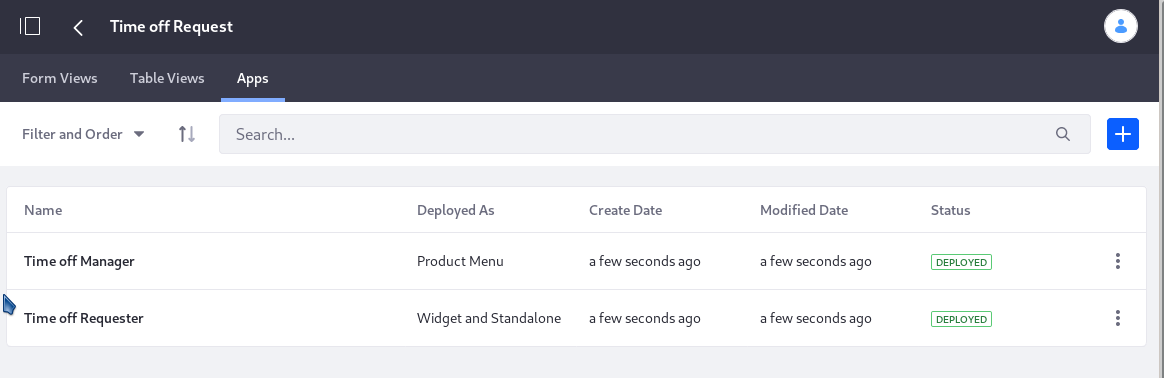 Time off Request
Form Views Table Views Apps
Filter and Order Search...
Name Deployed As Create Date Modified Date Status
Time off Manager Product Menu a few seconds ago a few seconds ago DEPLOYED
Time off Requester Widget and Standalone a few seconds ago a few seconds ago DEPLOYED